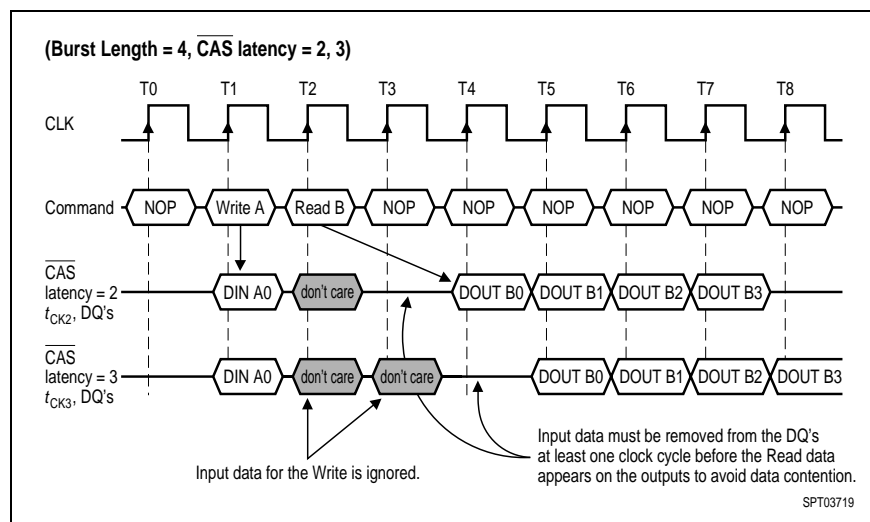 (Burst Length = 4, CAS latency = 2, 3)
T0 T1 T2 T3 T4 T5 T6 T7 T8
CLK
Command NOP Write A Read B NOP NOP NOP NOP NOP NOP
CAS
latency = 2
tCK2, DQ's
DIN A0 don't care DOUT B0 DOUT B1 DOUT B2 DOUT B3
CAS
latency = 3
tCK3, DQ's
DIN A0 don't care don't care DOUT B0 DOUT B1 DOUT B2 DOUT B3
Input data for the Write is ignored.
Input data must be removed from the DQ's
at least one clock cycle before the Read data
appears on the outputs to avoid data contention.
SPT03719